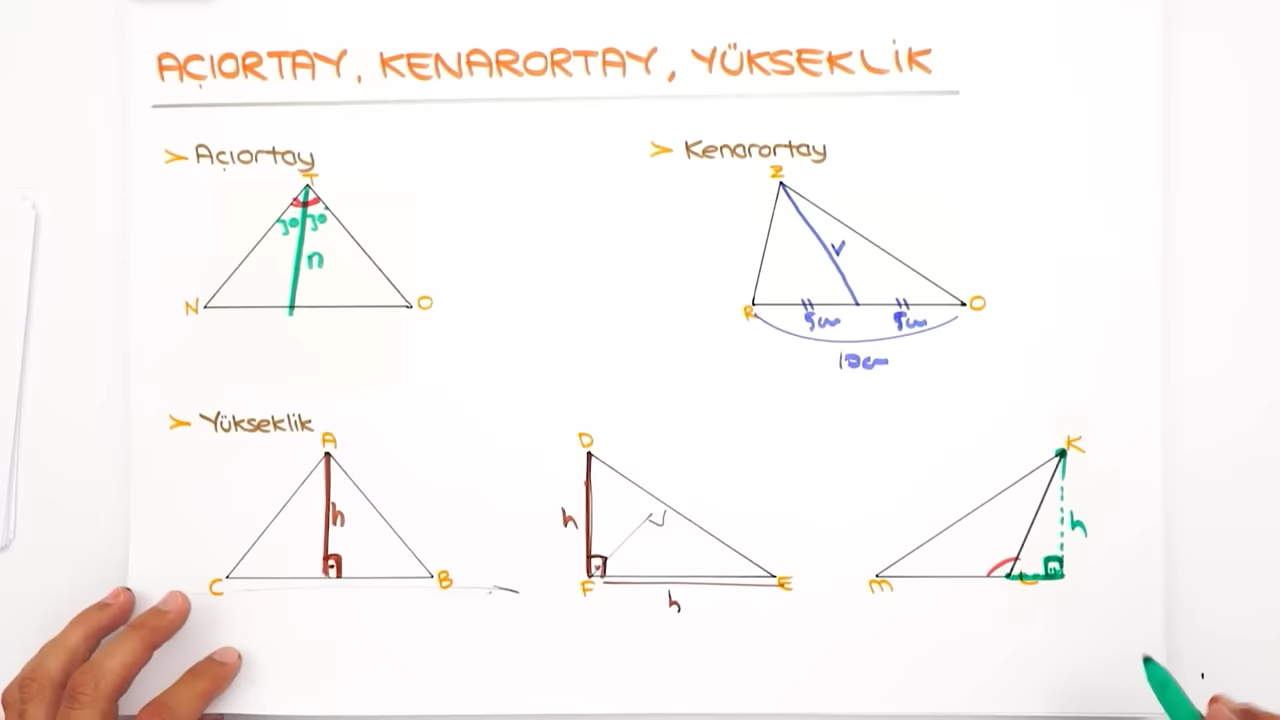 AÇIORTAY, KENARORTAY, YÜKSEKLİK
➢ Açıortay
T
30 30°
n
N
O
➢ Kenarortay
Z
V
R
O
5cm
5cm
10cm
➢ Yükseklik
A
h
C
B
D
h
F
E
h
K
h
M
L